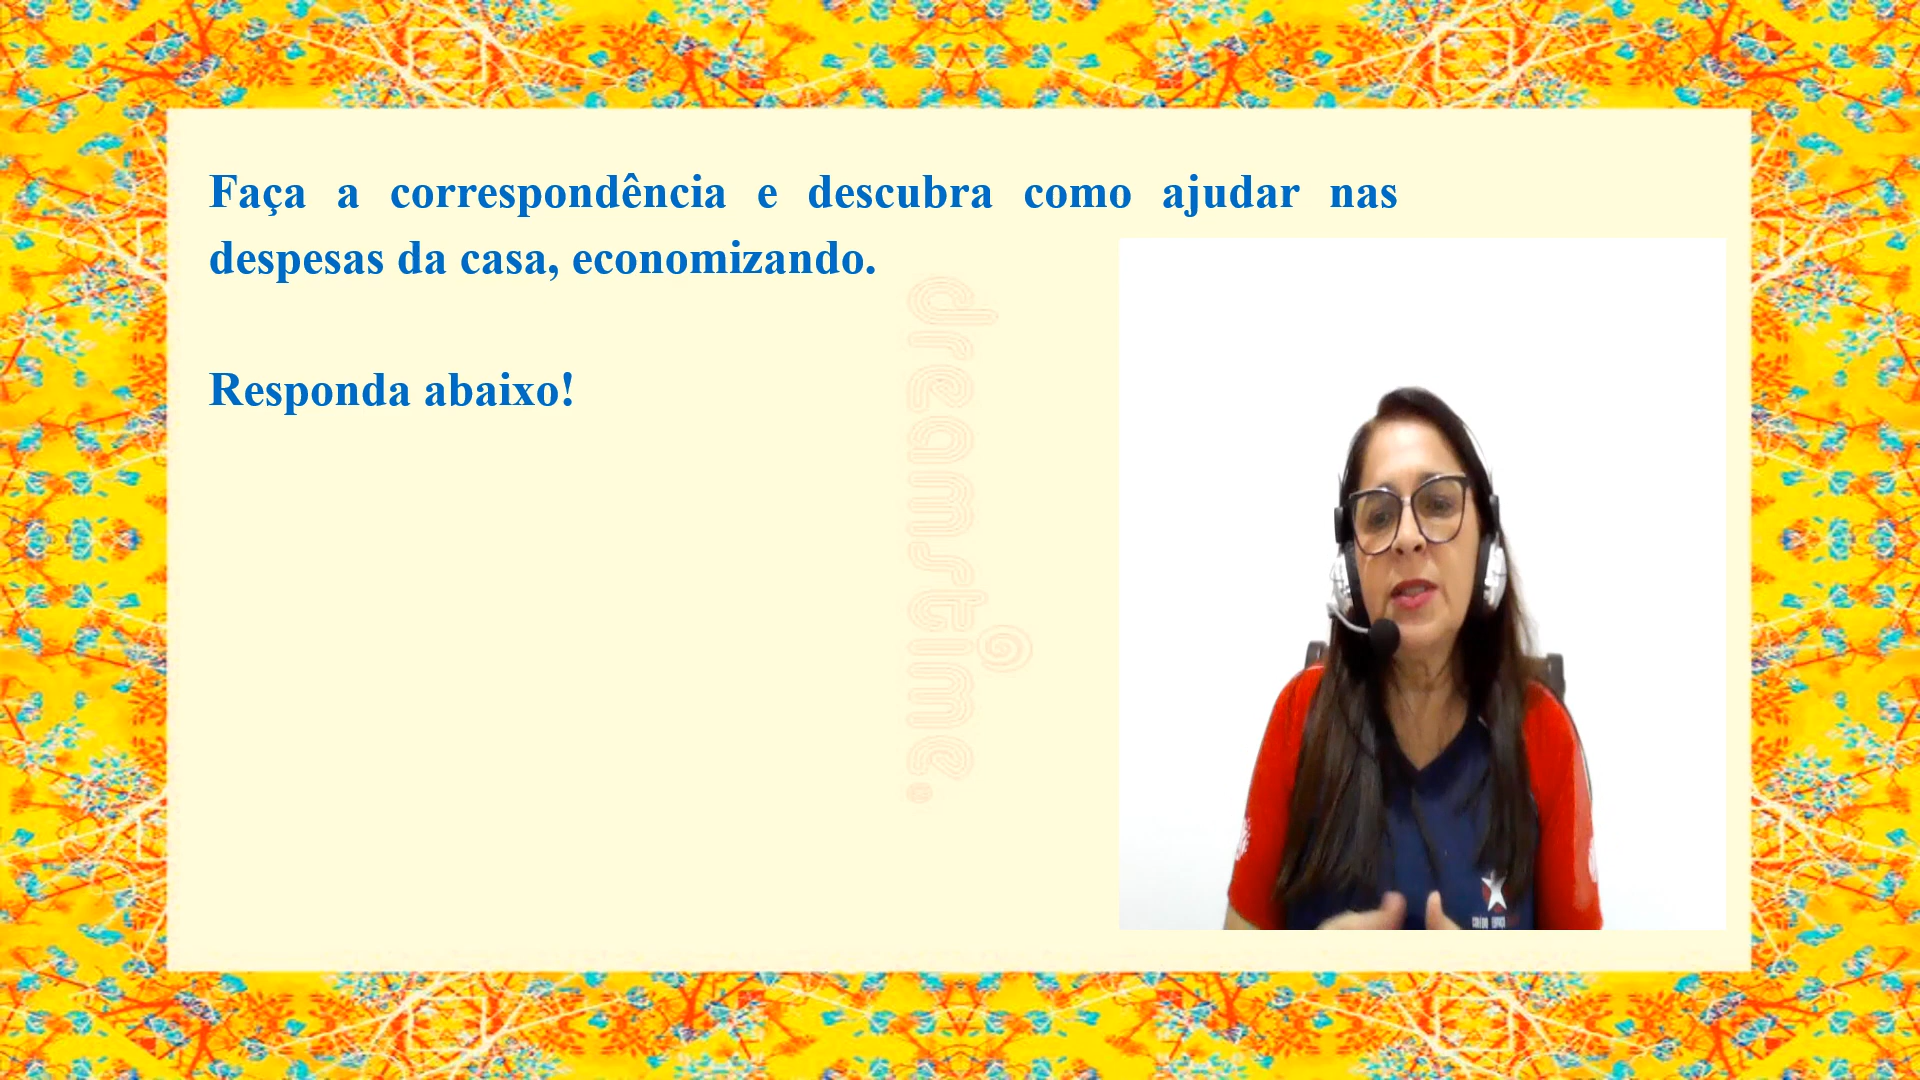 Faça a correspondência e descubra como ajudar nas
despesas da casa, economizando.
Responda abaixo!
dreamstime.